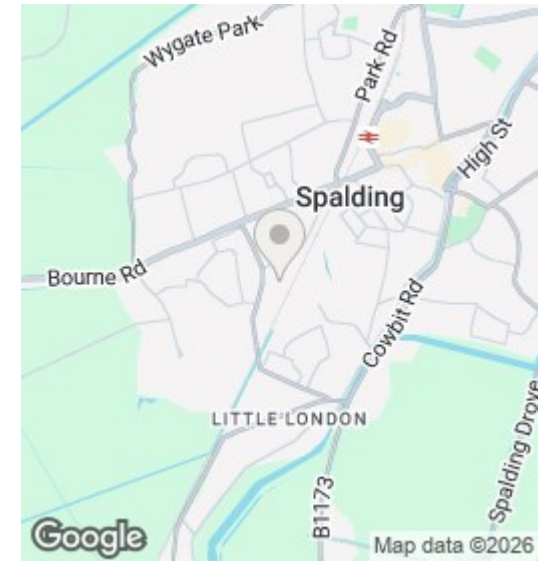 Wygate Park
Park Rd
High St
Spalding
Bourne Rd
Cowbit Rd
LITTLE LONDON
Spalding Drove
B1173
Google
Map data ©2026